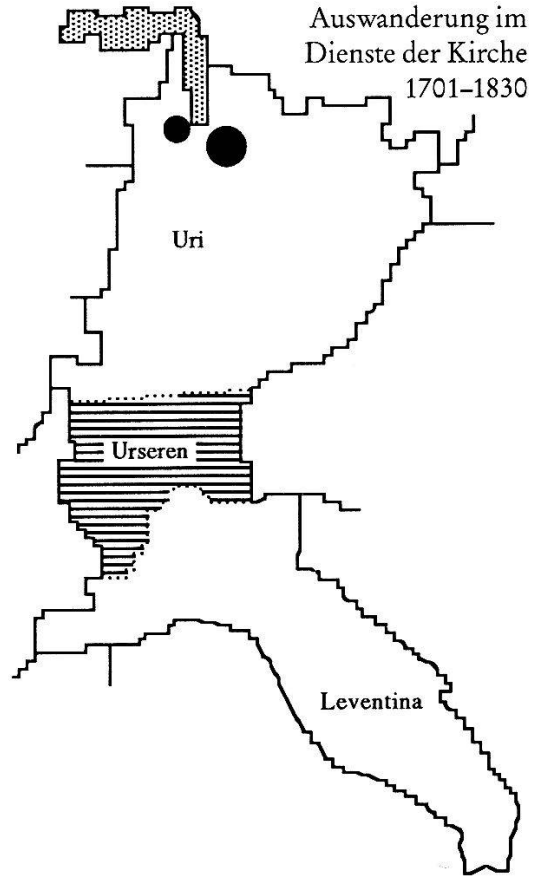 Auswanderung im
Dienste der Kirche
1701–1830
Uri
Urseren
Leventina